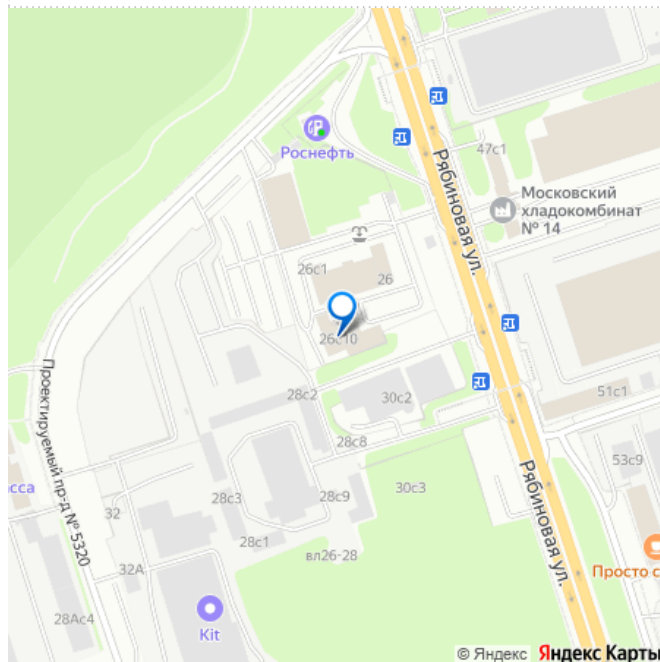 Роснефть
Рябиновая ул.
47с1
Московский
хладокомбинат
№ 14
26с1
26
26с10
28с2
30с2
51с1
Проектируемый пр-д № 5320
28с8
Рябиновая ул.
53с9
асса
28с3
28с9
30с3
32
28с1
вл26-28
32А
Просто с
28Ас4
Kit
© Яндекс Яндекс Карты